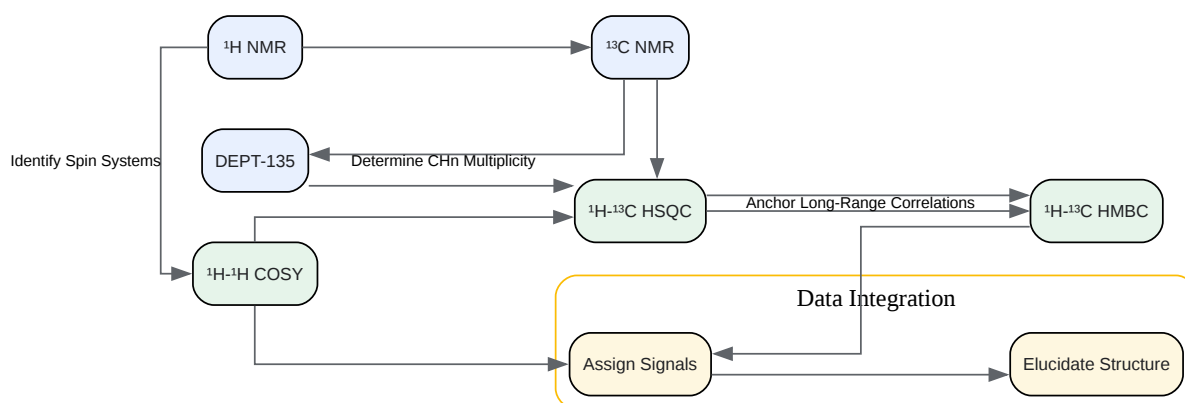 ¹H NMR
¹³C NMR
Identify Spin Systems
DEPT-135
Determine CHn Multiplicity
¹H-¹³C HSQC
Anchor Long-Range Correlations
¹H-¹³C HMBC
¹H-¹H COSY
Data Integration
Assign Signals
Elucidate Structure